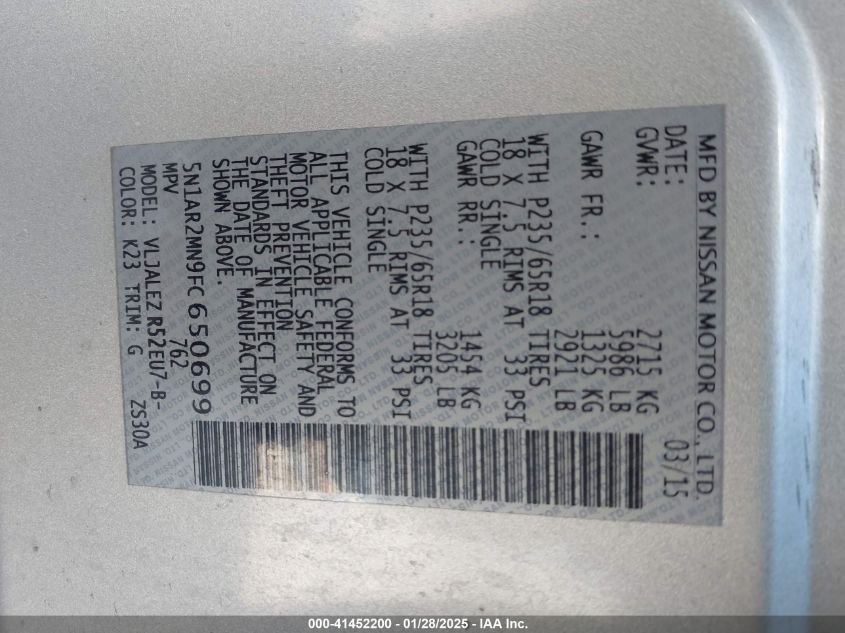 MFD BY NISSAN MOTOR CO., LTD.
DATE: 03/15
GVWR: 2715 KG
5986 LB
GAWR FR.: 1325 KG
2921 LB
WITH P235/65R18 TIRES
18 X 7.5 RIMS AT 33 PSI
COLD SINGLE
GAWR RR.: 1454 KG
3205 LB
WITH P235/65R18 TIRES
18 X 7.5 RIMS AT 33 PSI
COLD SINGLE
THIS VEHICLE CONFORMS TO
ALL APPLICABLE FEDERAL
MOTOR VEHICLE SAFETY AND
THEFT PREVENTION
STANDARDS IN EFFECT ON
THE DATE OF MANUFACTURE
SHOWN ABOVE.
5N1AR2MN9FC650699
MPV 762
MODEL: VLJALEZ R52EU7-B-
COLOR: K23 TRIM: G ZS30A
000-41452200 - 01/28/2025 - IAA Inc.